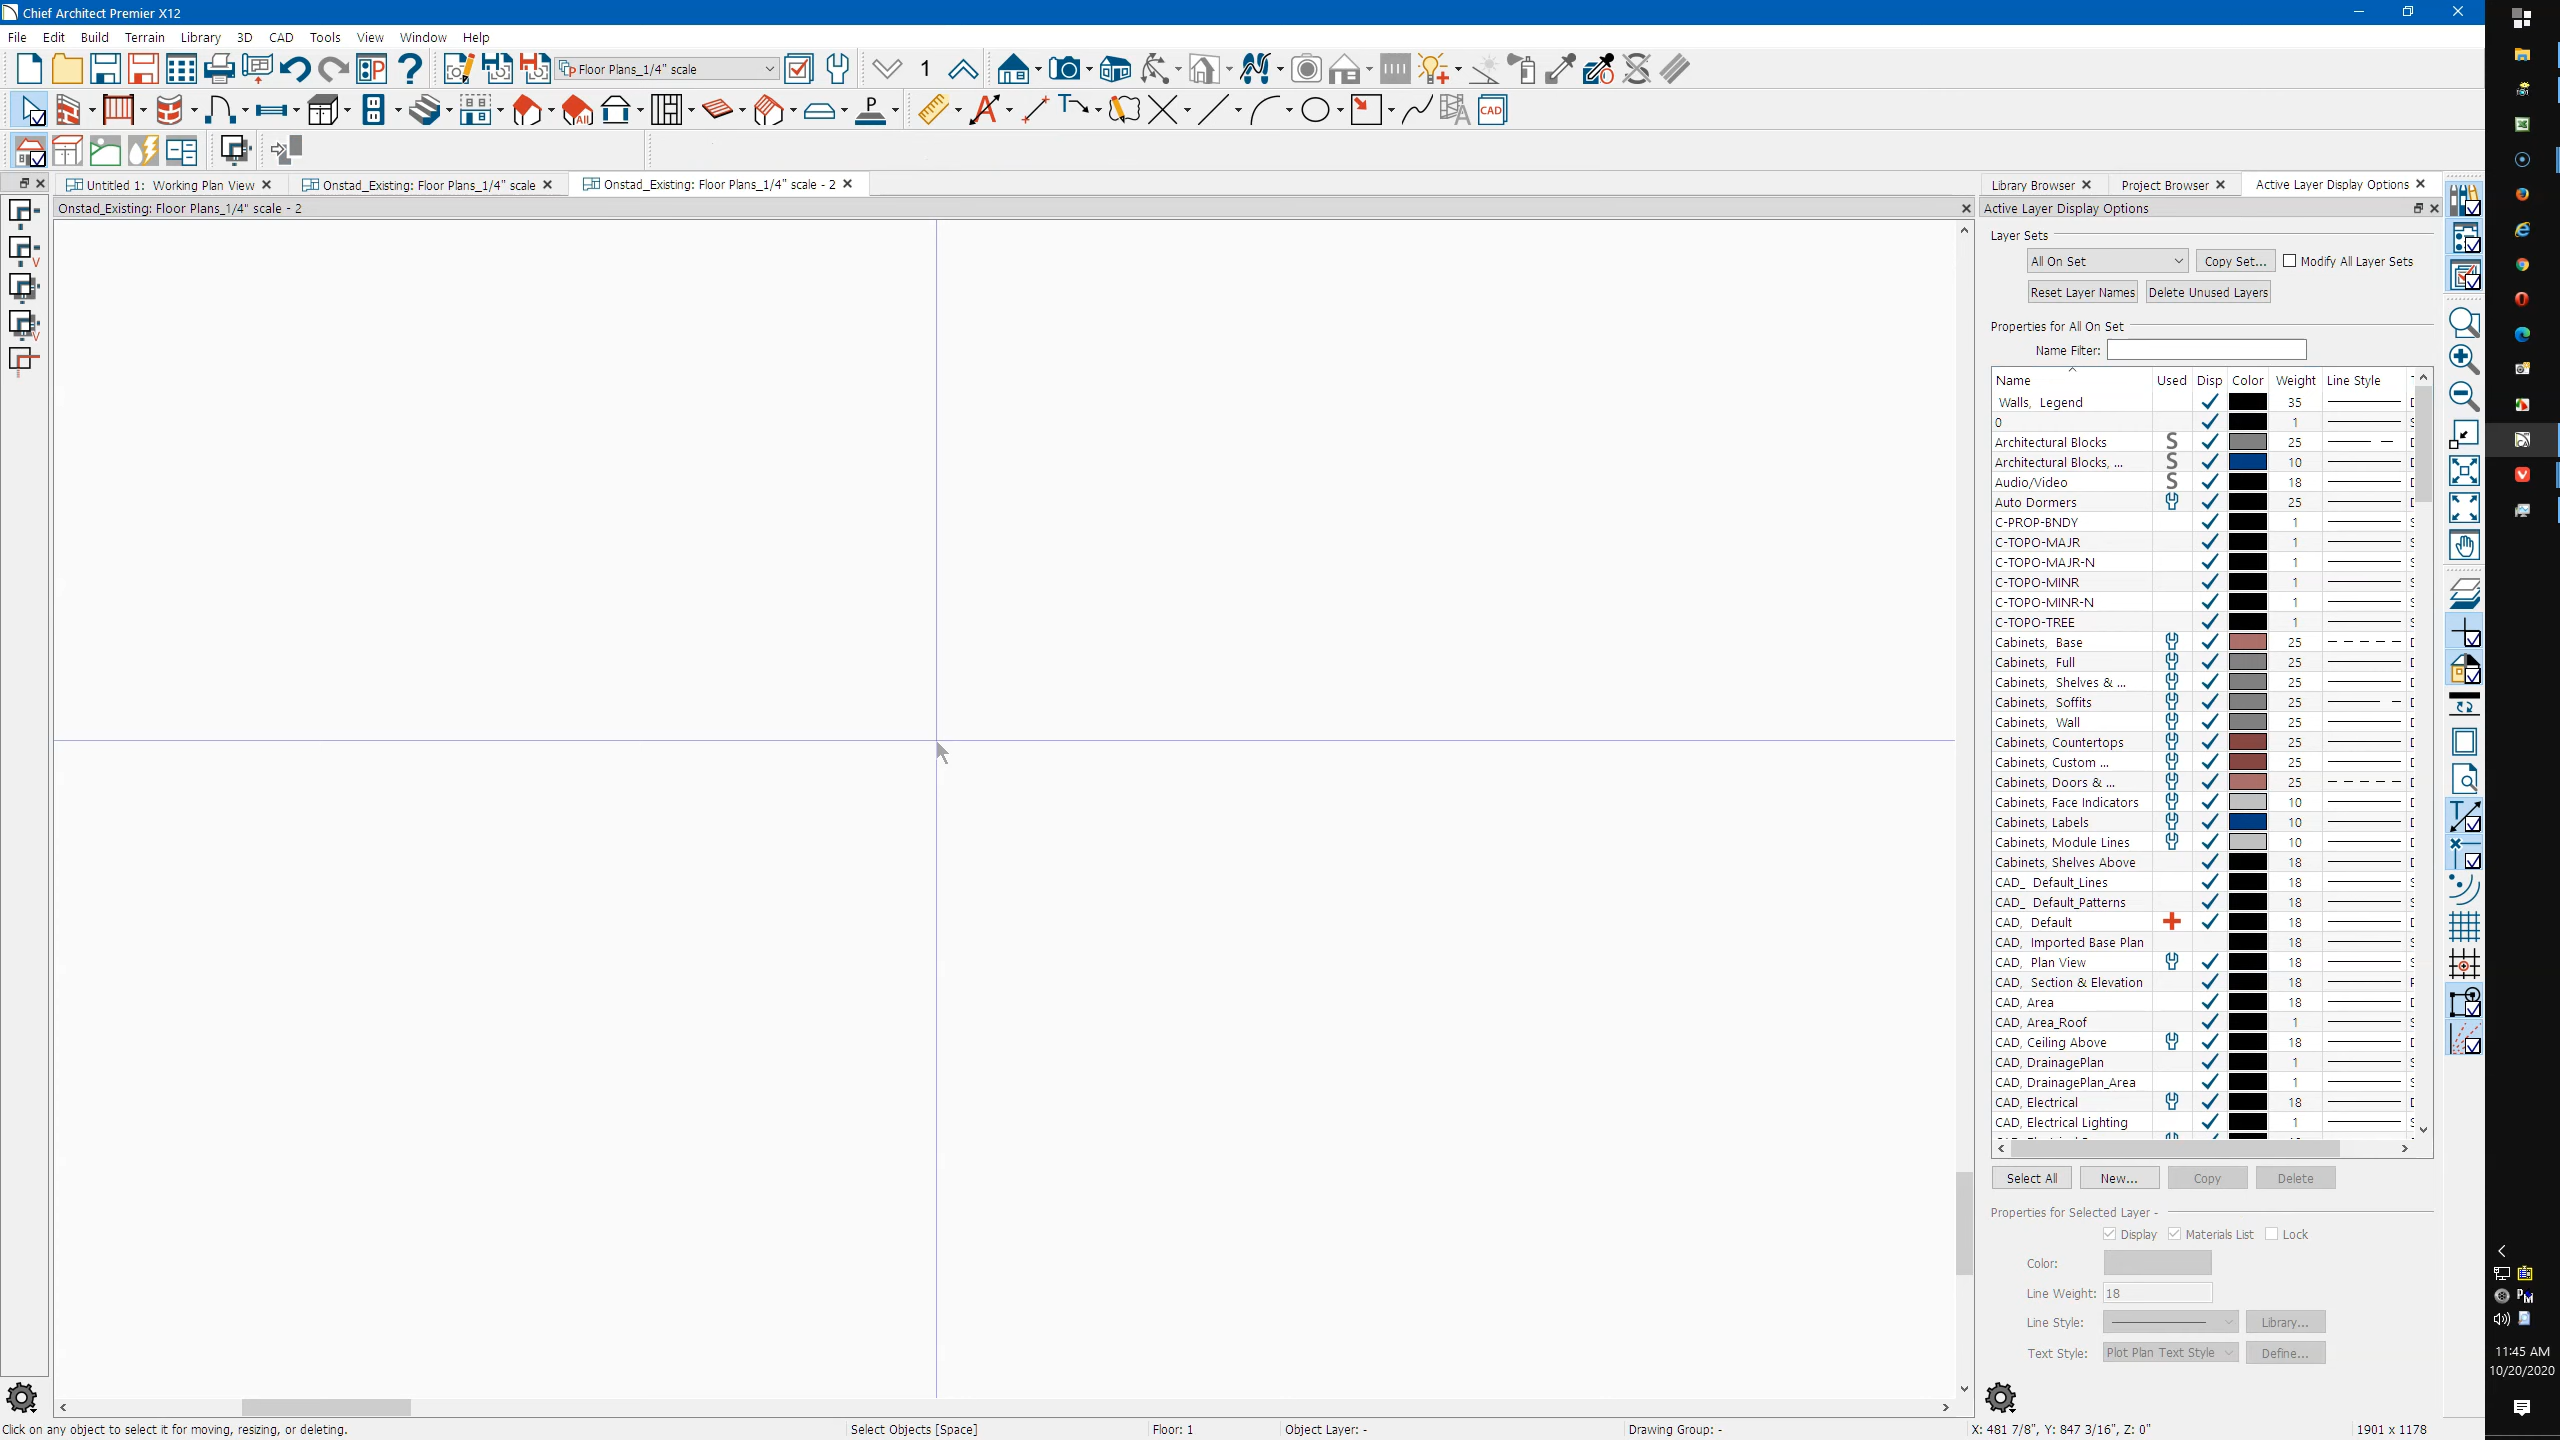 Chief Architect Premier X12
File Edit Build Terrain Library 3D CAD Tools View Window Help
Floor Plans_1/4" scale
1
All
P
CAD
Untitled 1: Working Plan View
Onstad_Existing: Floor Plans_1/4" scale
Onstad_Existing: Floor Plans_1/4" scale - 2
Library Browser
Project Browser
Active Layer Display Options
Onstad_Existing: Floor Plans_1/4" scale - 2
Active Layer Display Options
Layer Sets
All On Set Copy Set... Modify All Layer Sets
Reset Layer Names Delete Unused Layers
Properties for All On Set
Name Filter:
Name Used Disp Color Weight Line Style
Walls, Legend 35
0 1
Architectural Blocks S 25
Architectural Blocks, ... S 10
Audio/Video S 18
Auto Dormers 25
C-PROP-BNDY 1
C-TOPO-MAJR 1
C-TOPO-MAJR-N 1
C-TOPO-MINR 1
C-TOPO-MINR-N 1
C-TOPO-TREE 1
Cabinets, Base 25
Cabinets, Full 25
Cabinets, Shelves & ... 25
Cabinets, Soffits 25
Cabinets, Wall 25
Cabinets, Countertops 25
Cabinets, Custom ... 25
Cabinets, Doors & ... 25
Cabinets, Face Indicators 10
Cabinets, Labels 10
Cabinets, Module Lines 10
Cabinets, Shelves Above 18
CAD_ Default_Lines 18
CAD_ Default_Patterns 18
CAD, Default 18
CAD, Imported Base Plan 18
CAD, Plan View 18
CAD, Section & Elevation 18
CAD, Area 18
CAD, Area_Roof 1
CAD, Ceiling Above 18
CAD, DrainagePlan 1
CAD, DrainagePlan_Area 1
CAD, Electrical 18
CAD, Electrical Lighting 1
Select All New... Copy Delete
Properties for Selected Layer -
Display Materials List Lock
Color:
Line Weight: 18
Line Style: Library...
Text Style: Plot Plan Text Style Define...
11:45 AM
10/20/2020
Click on any object to select it for moving, resizing, or deleting. Select Objects [Space] Floor: 1 Object Layer: - Drawing Group: - X: 481 7/8", Y: 847 3/16", Z: 0" 1901 x 1178